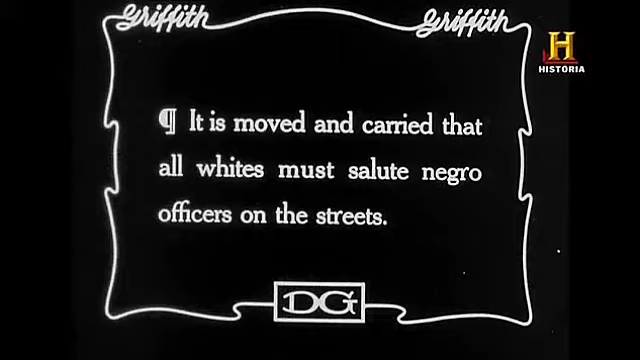 Griffith Griffith
H
HISTORIA
¶ It is moved and carried that
all whites must salute negro
officers on the streets.
DG